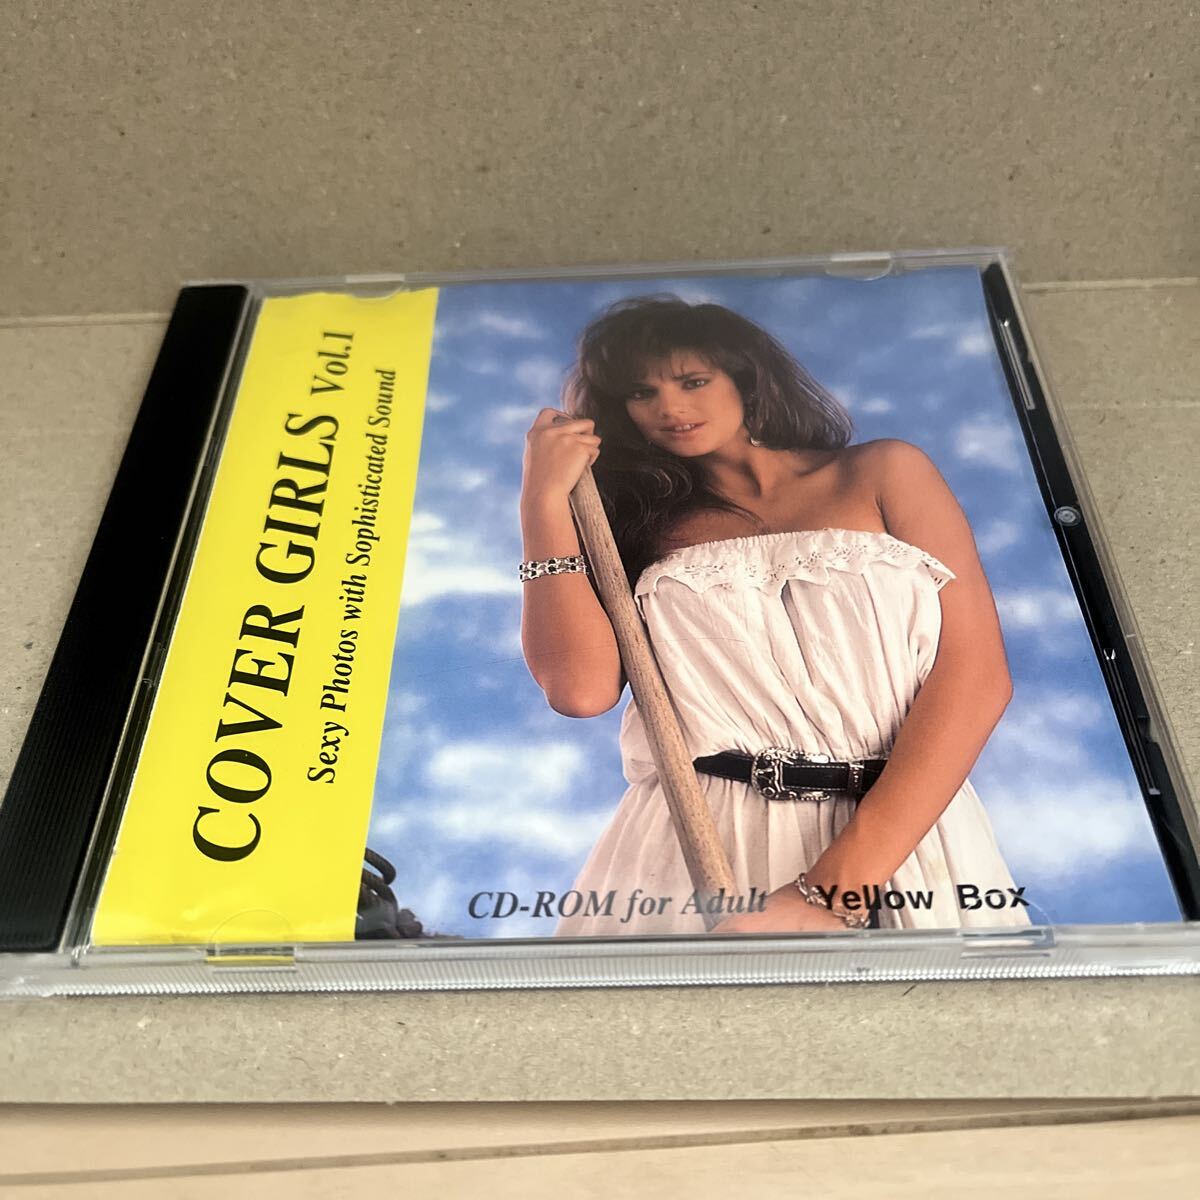 COVER GIRLS Vol.1
Sexy Photos with Sophisticated Sound
CD-ROM for Adult
Yellow Box